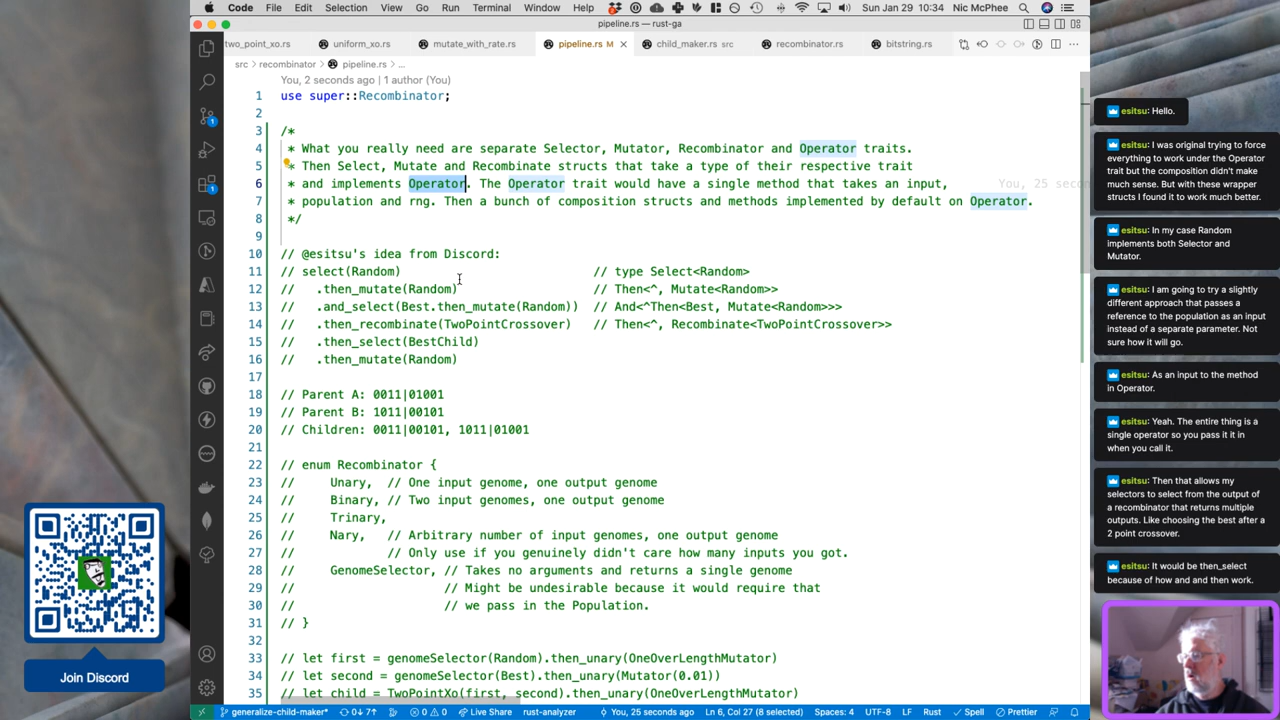 Code File Edit Selection View Go Run Terminal Window Help Sun Jan 29 10:34 Nic McPhee
pipeline.rs — rust-ga
two_point_xo.rs uniform_xo.rs mutate_with_rate.rs pipeline.rs M child_maker.rs src recombinator.rs bitstring.rs
src > recombinator > pipeline.rs > ...
You, 2 seconds ago | 1 author (You)
1 use super::Recombinator;
2
3 /*
4 * What you really need are separate Selector, Mutator, Recombinator and Operator traits.
5 * Then Select, Mutate and Recombinate structs that take a type of their respective trait
6 * and implements Operator. The Operator trait would have a single method that takes an input, You, 25 secon
7 * population and rng. Then a bunch of composition structs and methods implemented by default on Operator.
8 */
9
10 // @esitsu's idea from Discord:
11 // select(Random) // type Select<Random>
12 // .then_mutate(Random) // Then<^, Mutate<Random>>
13 // .and_select(Best.then_mutate(Random)) // And<^Then<Best, Mutate<Random>>>
14 // .then_recombinate(TwoPointCrossover) // Then<^, Recombinate<TwoPointCrossover>>
15 // .then_select(BestChild)
16 // .then_mutate(Random)
17
18 // Parent A: 0011|01001
19 // Parent B: 1011|00101
20 // Children: 0011|00101, 1011|01001
21
22 // enum Recombinator {
23 // Unary, // One input genome, one output genome
24 // Binary, // Two input genomes, one output genome
25 // Trinary,
26 // Nary, // Arbitrary number of input genomes, one output genome
27 // // Only use if you genuinely didn't care how many inputs you got.
28 // GenomeSelector, // Takes no arguments and returns a single genome
29 // // Might be undesirable because it would require that
30 // // we pass in the Population.
31 // }
32
33 // let first = genomeSelector(Random).then_unary(OneOverLengthMutator)
34 // let second = genomeSelector(Best).then_unary(Mutator(0.01))
35 // let child = TwoPointXo(first, second).then_unary(OneOverLengthMutator)
generalize-child-maker* 0↓ 7↑ 0 0 Live Share rust-analyzer You, 25 seconds ago Ln 6, Col 27 (8 selected) Spaces: 4 UTF-8 LF Rust Spell Prettier
Join Discord
esitsu: Hello.
esitsu: I was original trying to force
everything to work under the Operator
trait but the composition didn't make
much sense. But with these wrapper
structs I found it to work much better.
esitsu: In my case Random
implements both Selector and
Mutator.
esitsu: I am going to try a slightly
different approach that passes a
reference to the population as an input
instead of a separate parameter. Not
sure how it will go.
esitsu: As an input to the method
in Operator.
esitsu: Yeah. The entire thing is a
single operator so you pass it it in
when you call it.
esitsu: Then that allows my
selectors to select from the output of
a recombinator that returns multiple
outputs. Like choosing the best after a
2 point crossover.
esitsu: It would be then_select
because of how and and then work.